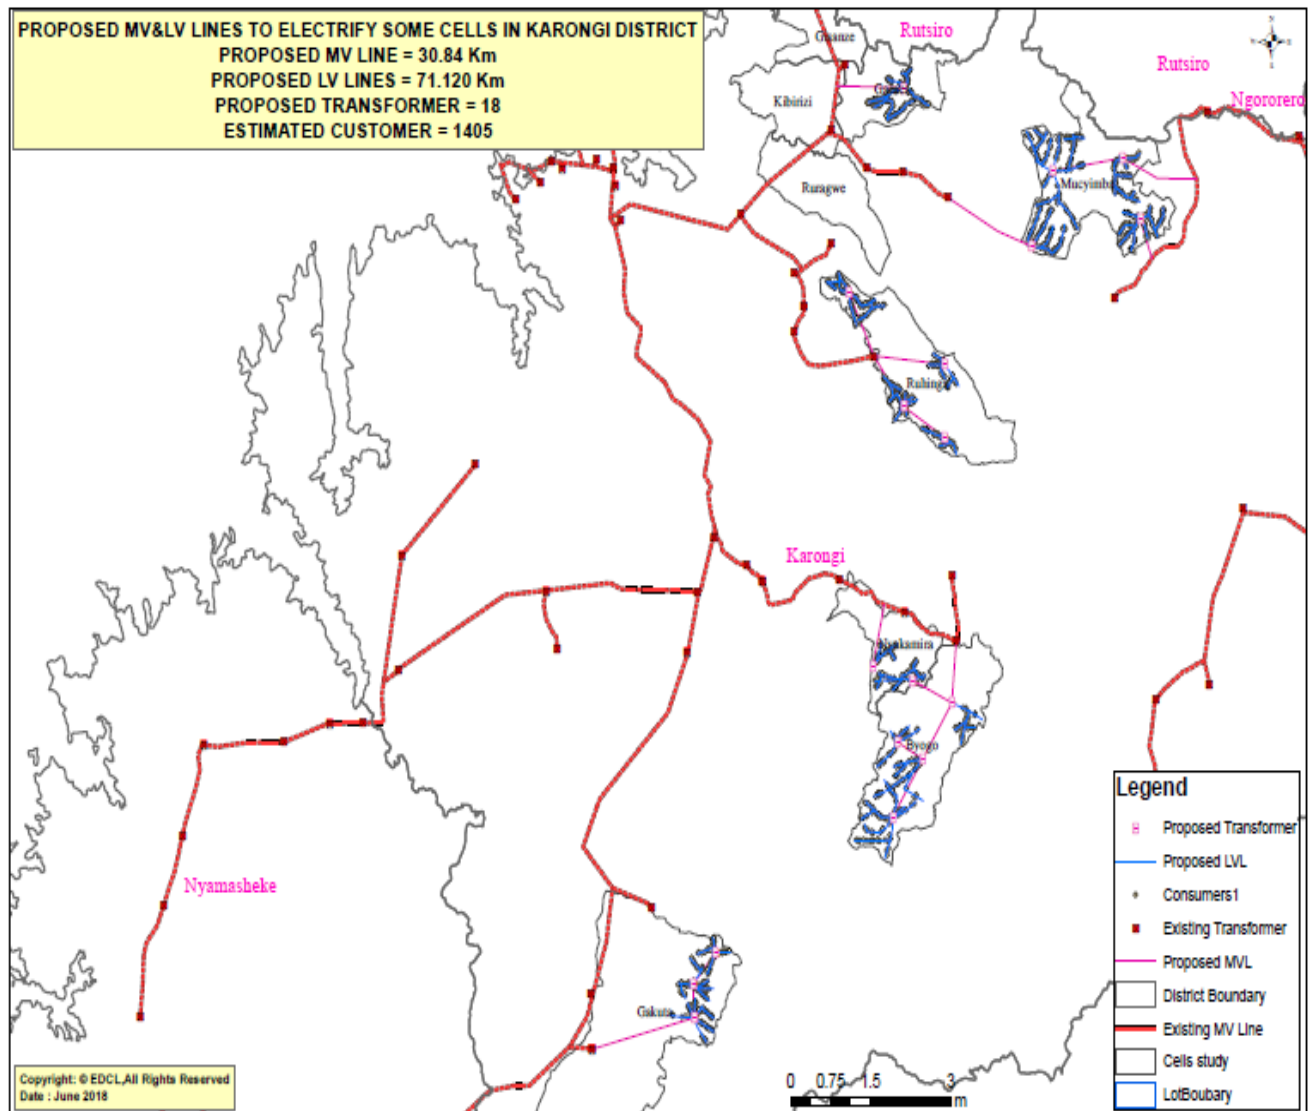 PROPOSED MV&LV LINES TO ELECTRIFY SOME CELLS IN KARONGI DISTRICT
PROPOSED MV LINE = 30.84 Km
PROPOSED LV LINES = 71.120 Km
PROPOSED TRANSFORMER = 18
ESTIMATED CUSTOMER = 1405
Rutsiro
Rutsiro
Ngororero
Kibirizi
Mucyimba
Ruragwe
Ruhinga
Karongi
Nyakamira
Byogo
Nyamasheke
Gakuta
Legend
Proposed Transformer
Proposed LVL
Consumers1
Existing Transformer
Proposed MVL
District Boundary
Existing MV Line
Cells study
LotBoubary
Copyright: © EDCL,All Rights Reserved
Date : June 2018
0 0.75 1.5 3
m